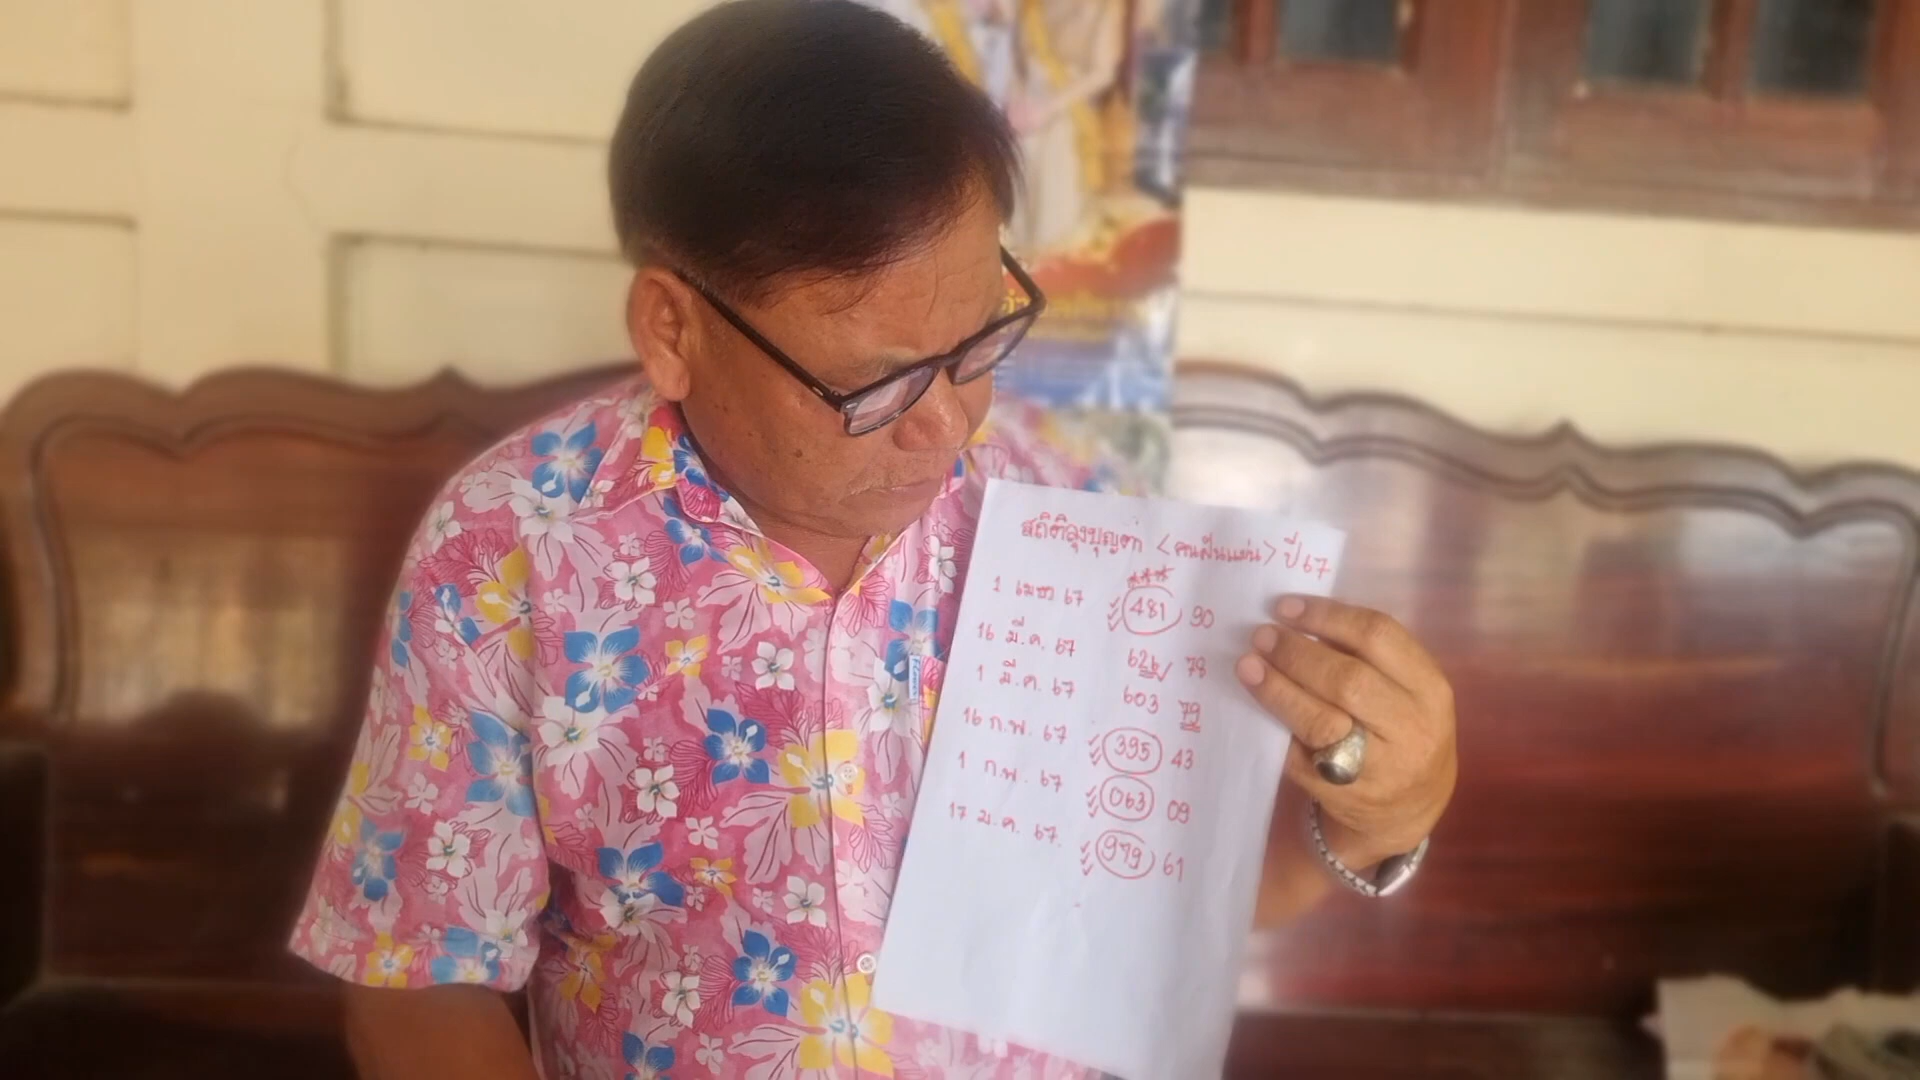 สถิติลุงบุญต๋า <คนฝันแม่น> ปี 67
1 เมษา 67 481 90
16 มี.ค. 67 626 78
1 มี.ค. 67 603 79
16 ก.พ. 67 395 43
1 ก.พ. 67 063 09
17 ม.ค. 67. 979 61